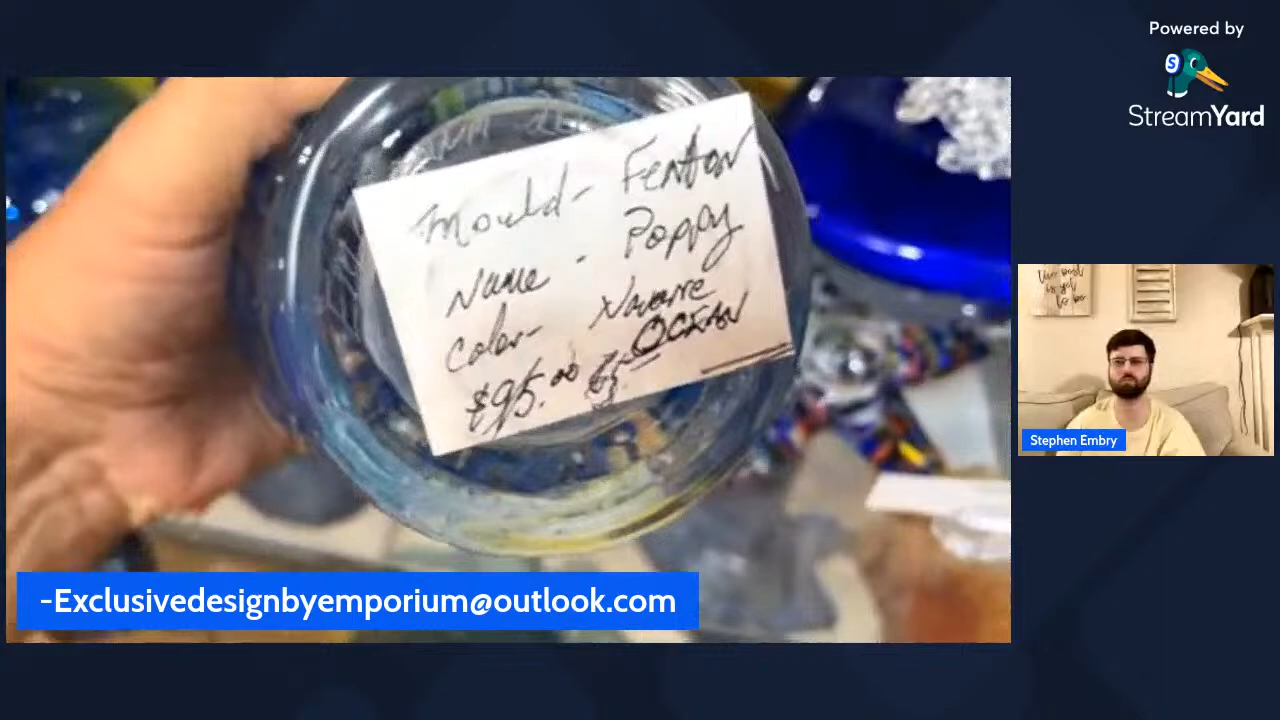 Powered by
StreamYard
Mould- Fenton
Name - Poppy
Color- Navarre
OCEAN
$95.00
Stephen Embry
-Exclusivedesignbyemporium@outlook.com